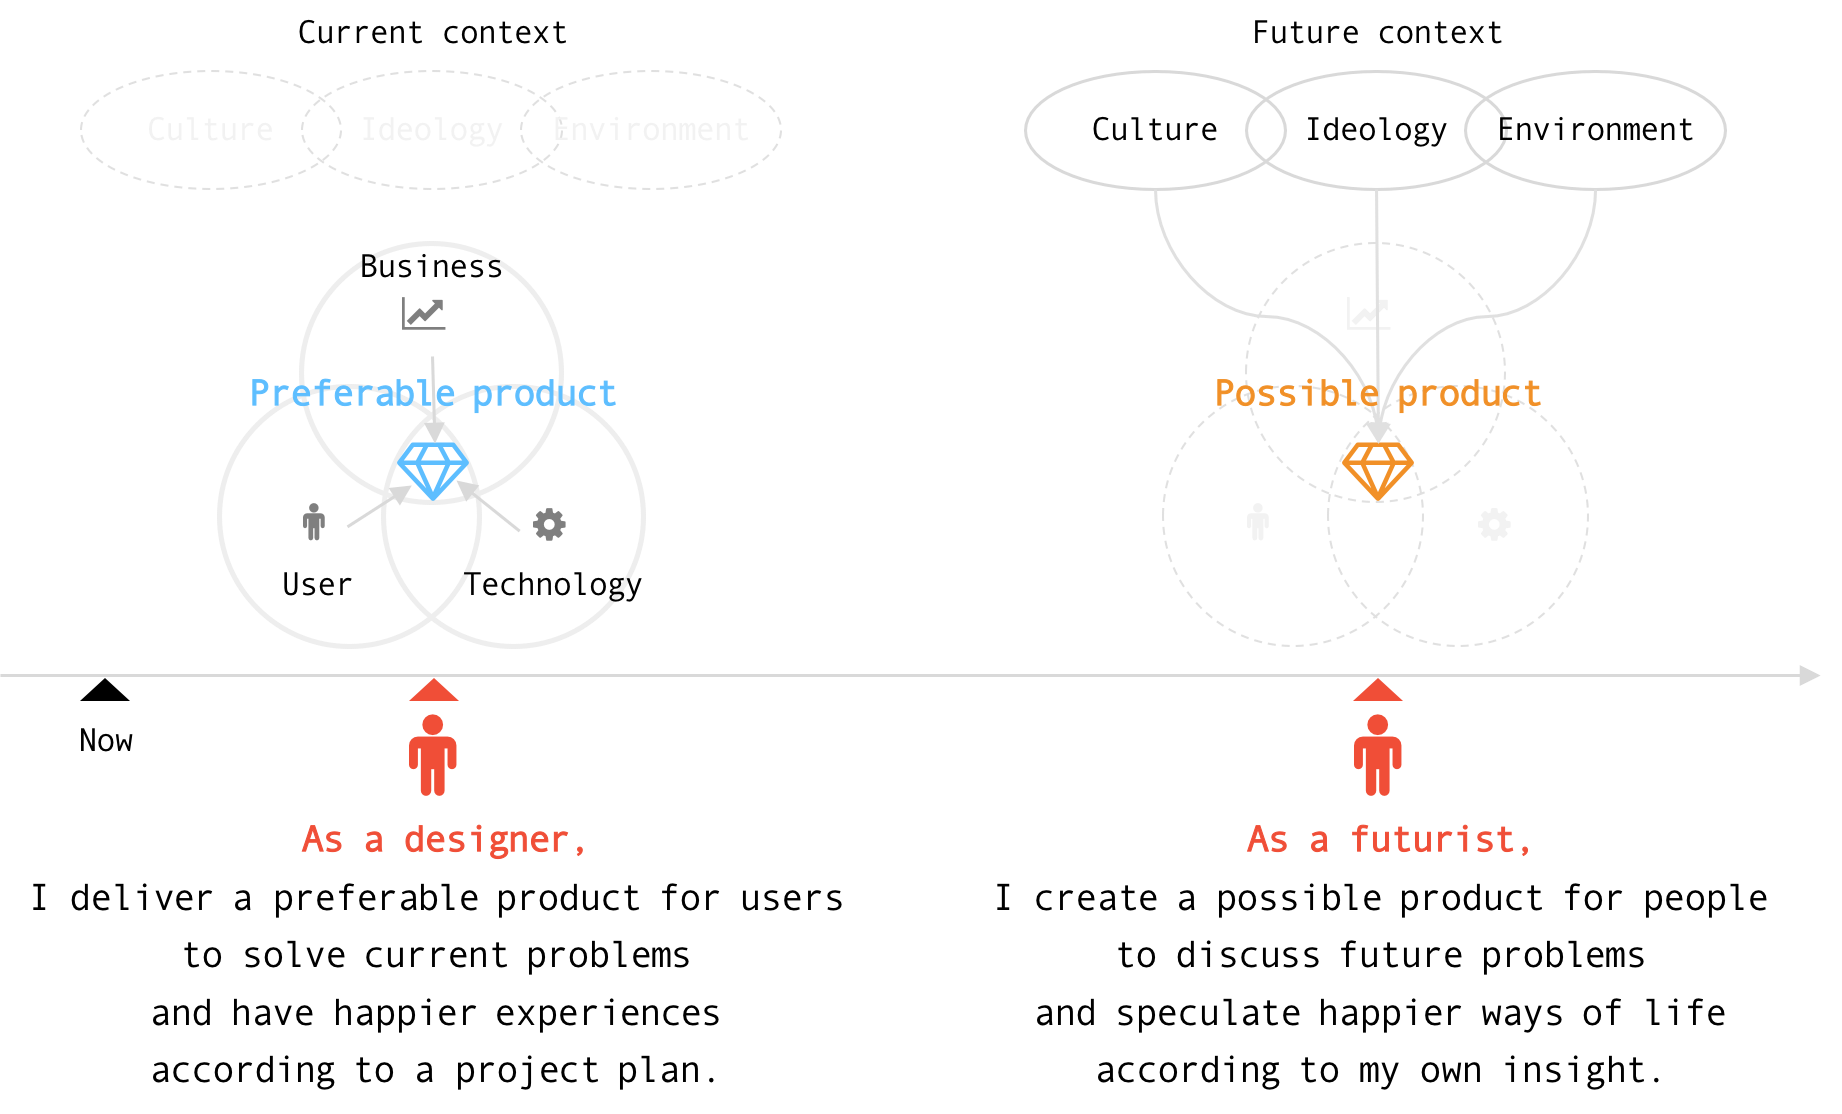 Current context
Culture
Ideology
Environment
Business
Preferable product
User
Technology
Future context
Culture
Ideology
Environment
Possible product
Now
As a designer,
I deliver a preferable product for users
to solve current problems
and have happier experiences
according to a project plan.
As a futurist,
I create a possible product for people
to discuss future problems
and speculate happier ways of life
according to my own insight.